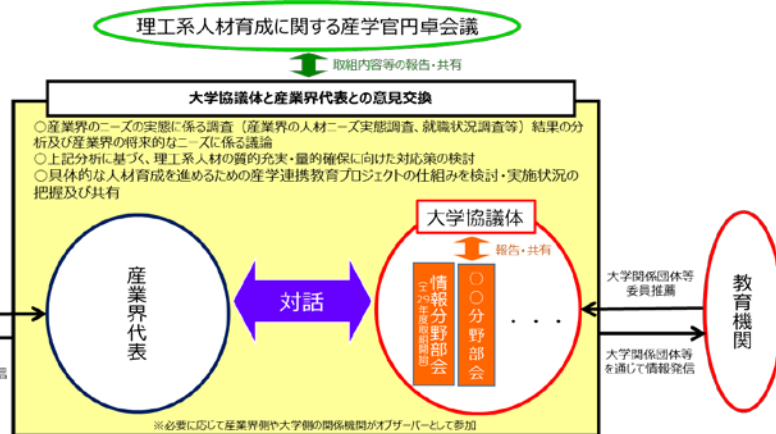 理工系人材育成に関する産学官円卓会議
取組内容等の報告・共有
大学協議体と産業界代表との意見交換
○産業界のニーズの実態に係る調査（産業界の人材ニーズ実態調査、就職状況調査等）結果の分
析及び産業界の将来的なニーズに係る議論
○上記分析に基づく、理工系人材の質的充実・量的確保に向けた対応策の検討
○具体的な人材育成を進めるための産学連携教育プロジェクトの仕組みを検討・実施状況の
把握及び共有
産業界代表
対話
大学協議体
報告・共有
情報分野部会
○○分野部会
・・・
大学関係団体等
委員推薦
大学関係団体等
を通じて情報発信
教育機関
※必要に応じて産業界側や大学側の関係機関がオブザーバーとして参加